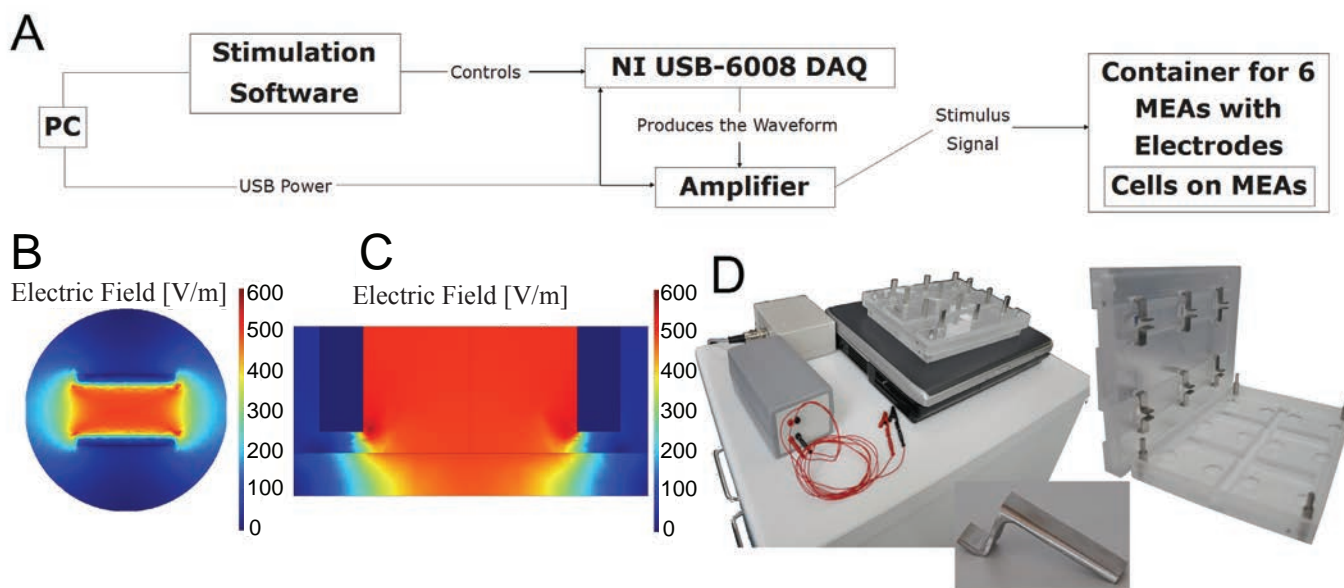 A
Stimulation
Software
Controls
NI USB-6008 DAQ
Container for 6
MEAs with
Electrodes
Cells on MEAs
PC
Produces the Waveform
Stimulus
Signal
USB Power
Amplifier
B
Electric Field [V/m]
600
500
400
300
200
100
0
C
Electric Field [V/m]
600
500
400
300
200
100
0
D